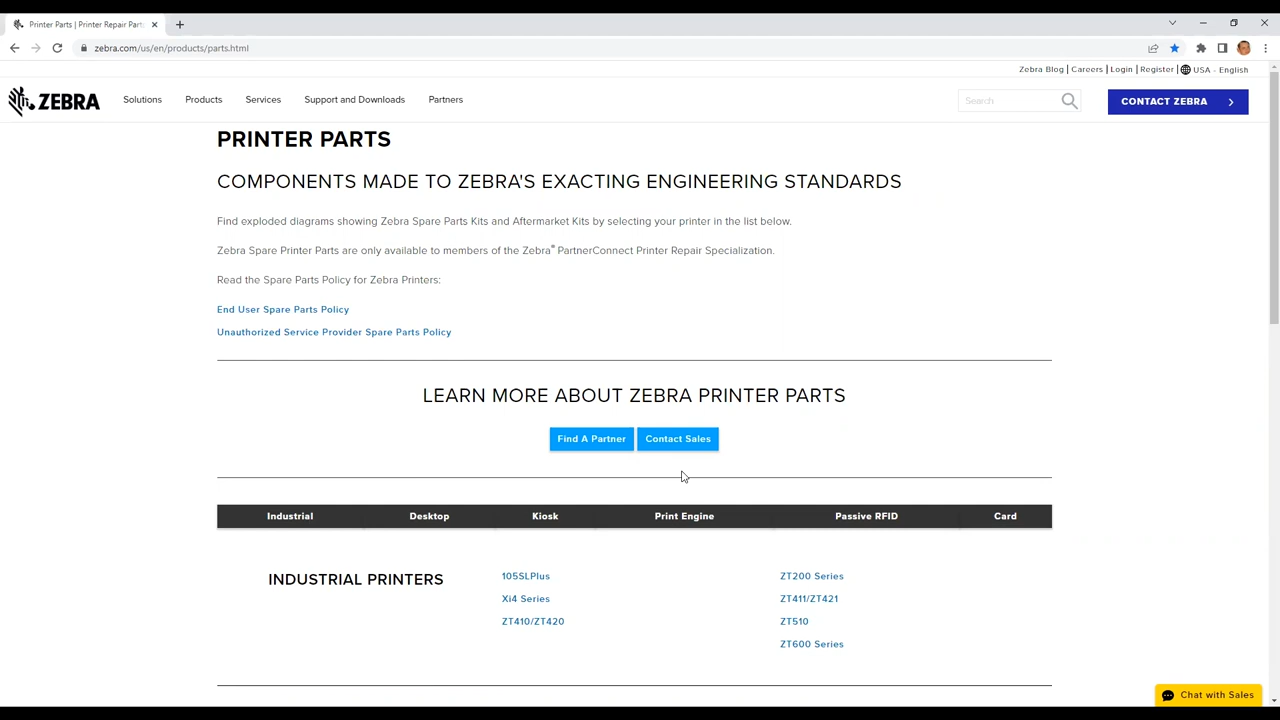 Printer Parts | Printer Repair Part
zebra.com/us/en/products/parts.html
Zebra Blog | Careers | Login | Register | USA - English
ZEBRA Solutions Products Services Support and Downloads Partners Search CONTACT ZEBRA
PRINTER PARTS
COMPONENTS MADE TO ZEBRA'S EXACTING ENGINEERING STANDARDS
Find exploded diagrams showing Zebra Spare Parts Kits and Aftermarket Kits by selecting your printer in the list below.
Zebra Spare Printer Parts are only available to members of the Zebra® PartnerConnect Printer Repair Specialization.
Read the Spare Parts Policy for Zebra Printers:
End User Spare Parts Policy
Unauthorized Service Provider Spare Parts Policy
LEARN MORE ABOUT ZEBRA PRINTER PARTS
Find A Partner Contact Sales
Industrial Desktop Kiosk Print Engine Passive RFID Card
INDUSTRIAL PRINTERS
105SLPlus
Xi4 Series
ZT410/ZT420
ZT200 Series
ZT411/ZT421
ZT510
ZT600 Series
Chat with Sales